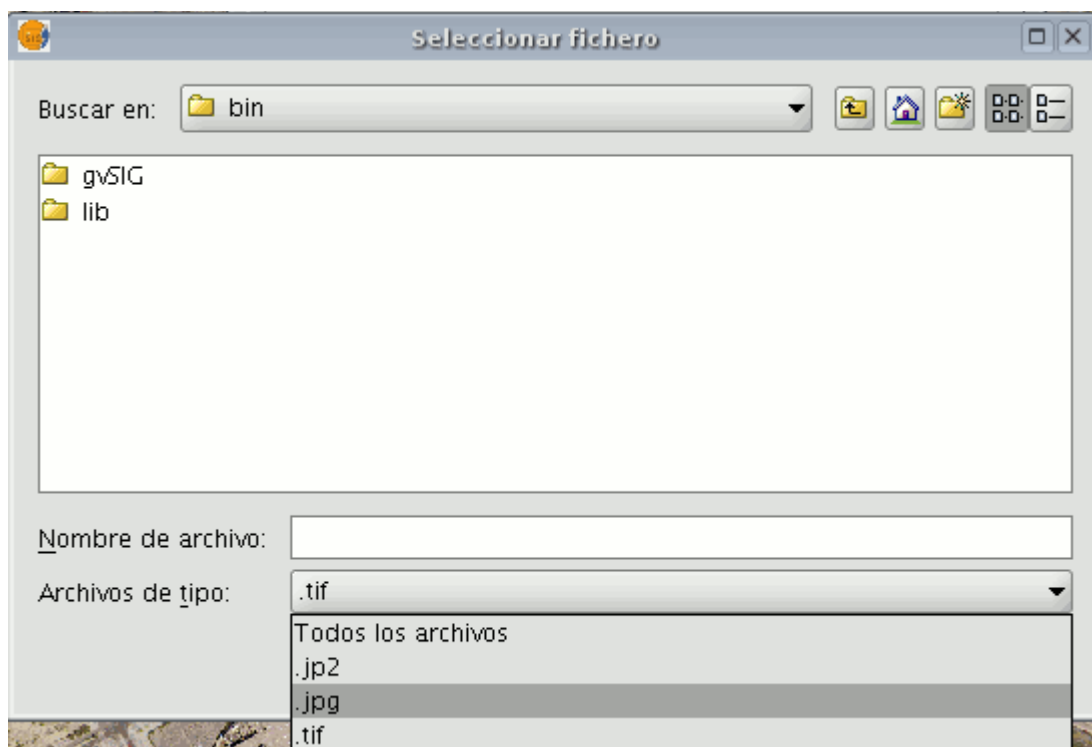 Seleccionar fichero
Buscar en: bin
gvSIG
lib
Nombre de archivo:
Archivos de tipo: .tif
Todos los archivos
.jp2
.jpg
.tif